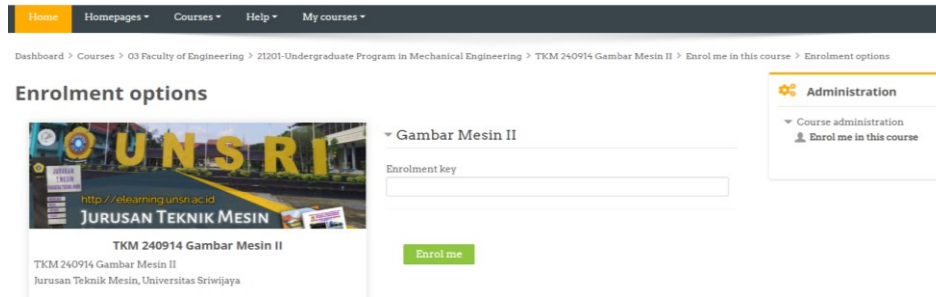 Home Homepages Courses Help My courses
Dashboard > Courses > 03 Faculty of Engineering > 21201-Undergraduate Program in Mechanical Engineering > TKM 240914 Gambar Mesin II > Enrol me in this course > Enrolment options
Enrolment options
UNSRI
JURUSAN
TEKNIK
http://elearning.unsri.ac.id
JURUSAN TEKNIK MESIN
TKM 240914 Gambar Mesin II
TKM 240914 Gambar Mesin II
Jurusan Teknik Mesin, Universitas Sriwijaya
Gambar Mesin II
Enrolment key
Enrol me
Administration
Course administration
Enrol me in this course